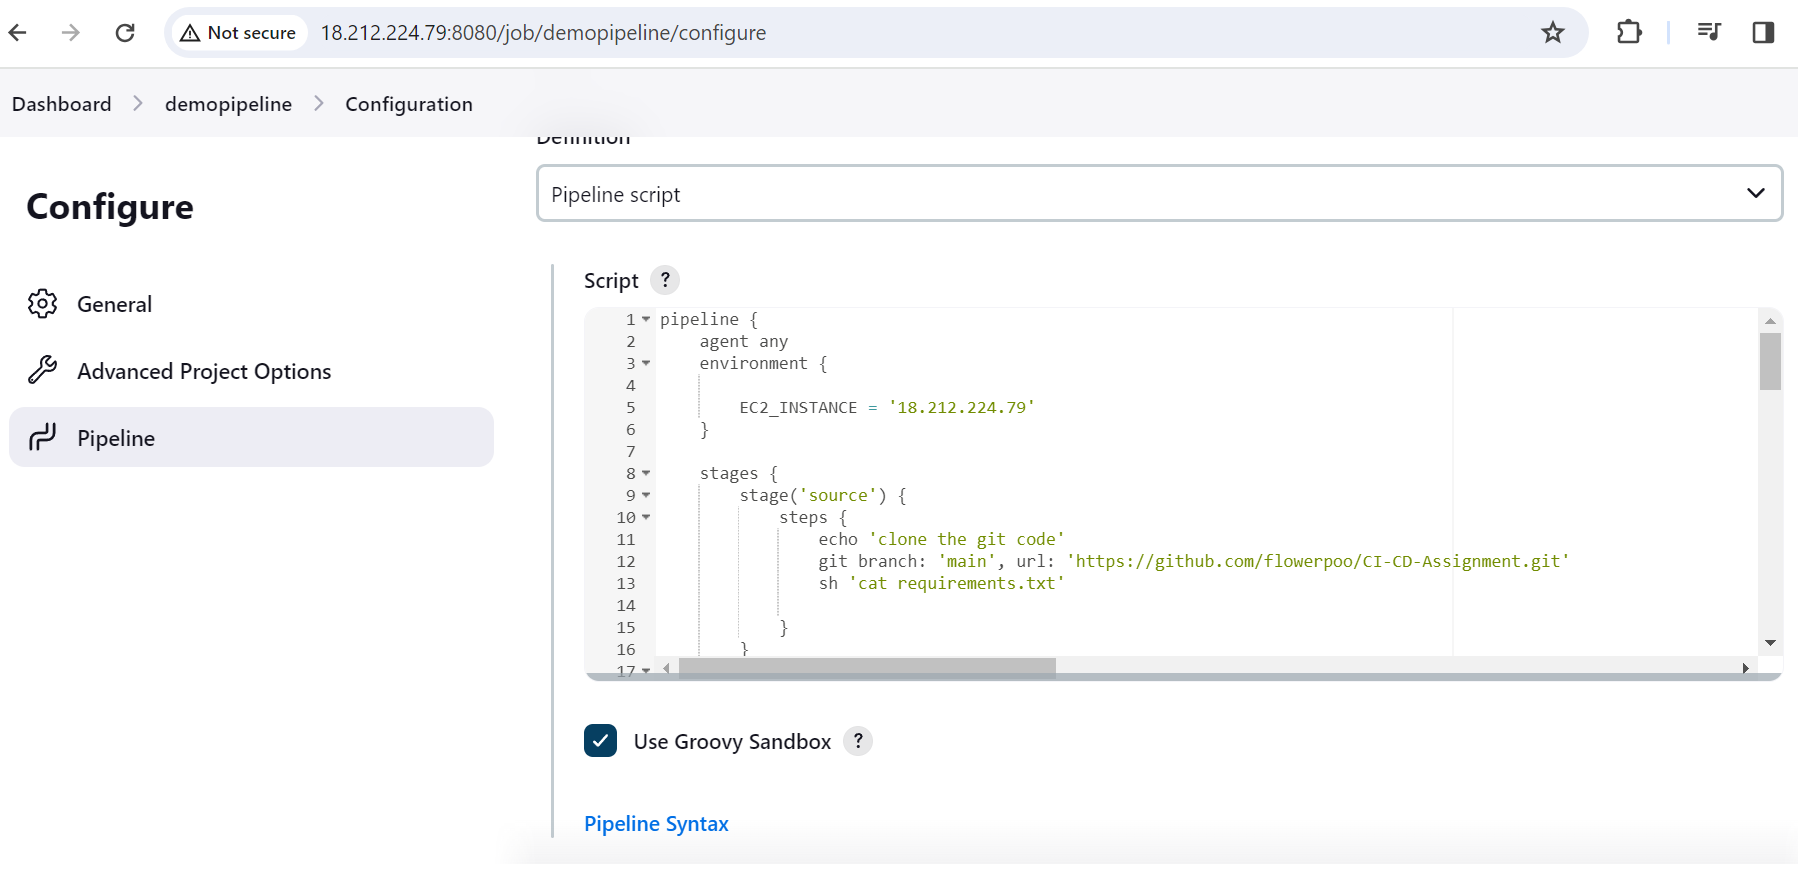 Not secure 18.212.224.79:8080/job/demopipeline/configure
Dashboard > demopipeline > Configuration
Definition
Configure
Pipeline script
General
Advanced Project Options
Pipeline
Script ?
1 pipeline {
2     agent any
3     environment {
4
5         EC2_INSTANCE = '18.212.224.79'
6     }
7
8     stages {
9         stage('source') {
10             steps {
11                 echo 'clone the git code'
12                 git branch: 'main', url: 'https://github.com/flowerpoo/CI-CD-Assignment.git'
13                 sh 'cat requirements.txt'
14
15             }
16         }
17
Use Groovy Sandbox ?
Pipeline Syntax